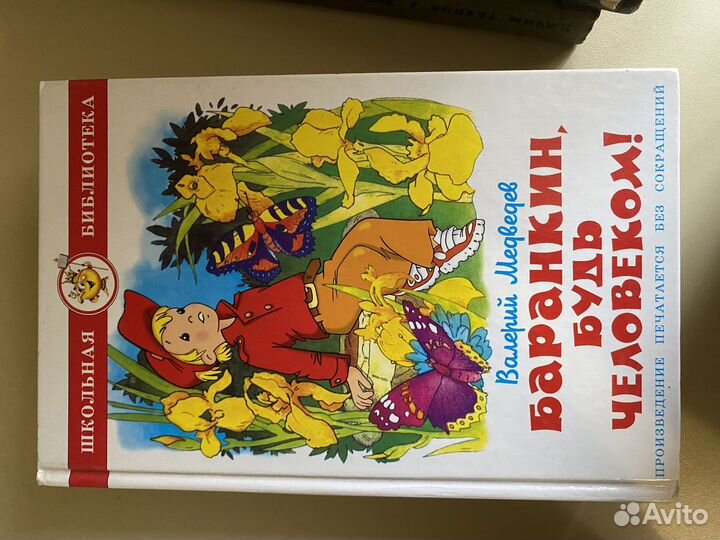 ШКОЛЬНАЯ БИБЛИОТЕКА
Валерий Медведев
БАРАНКИН,
БУДЬ
ЧЕЛОВЕКОМ!
ПРОИЗВЕДЕНИЕ ПЕЧАТАЕТСЯ БЕЗ СОКРАЩЕНИЙ
Avito